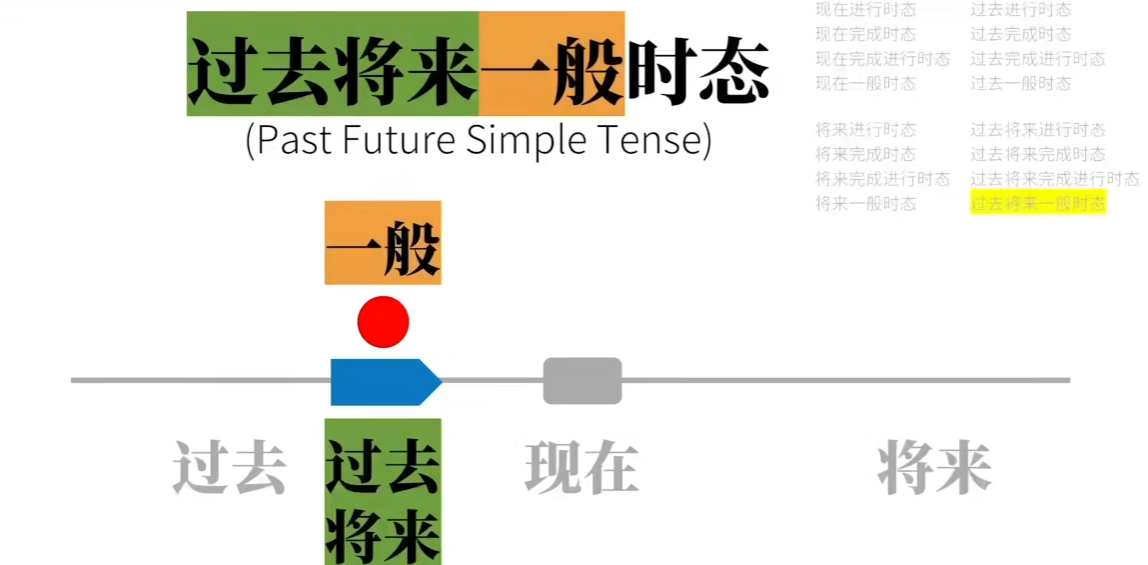 过去将来一般时态
(Past Future Simple Tense)
现在进行时态 过去进行时态
现在完成时态 过去完成时态
现在完成进行时态 过去完成进行时态
现在一般时态 过去一般时态
将来进行时态 过去将来进行时态
将来完成时态 过去将来完成时态
将来完成进行时态 过去将来完成进行时态
将来一般时态 过去将来一般时态
一般
过去 过去 现在 将来
将来